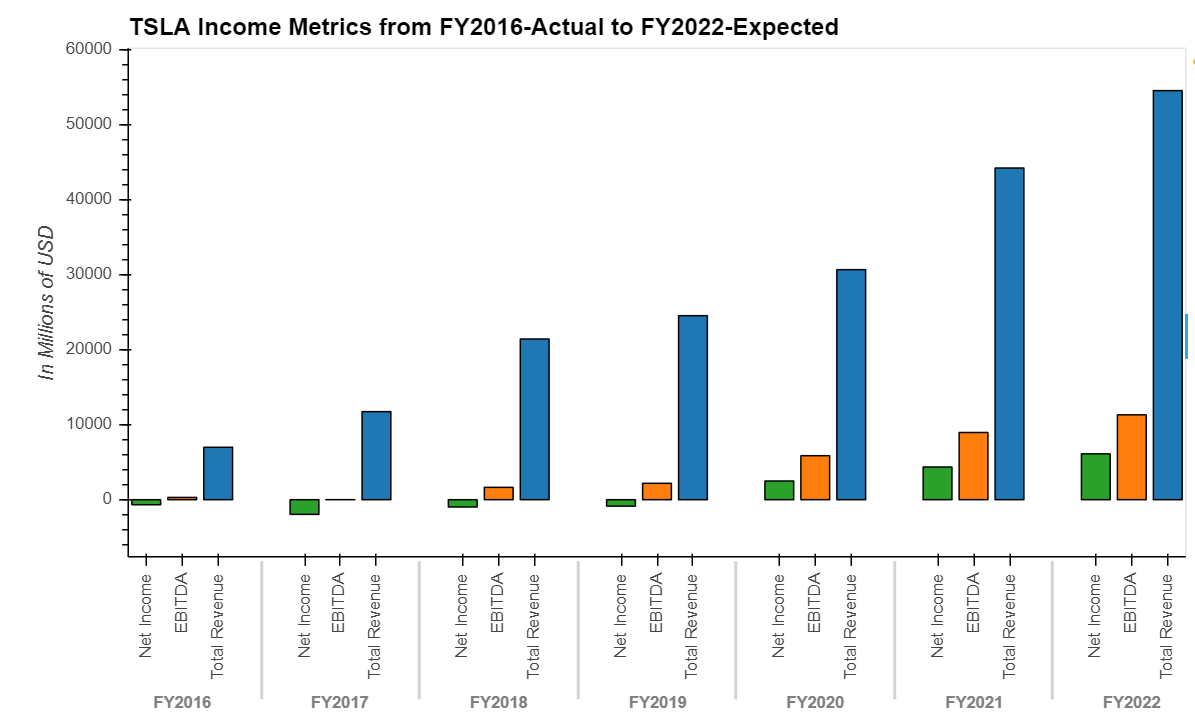 TSLA Income Metrics from FY2016-Actual to FY2022-Expected
60000
50000
40000
30000
20000
10000
0
In Millions of USD
Net Income
EBITDA
Total Revenue
Net Income
EBITDA
Total Revenue
Net Income
EBITDA
Total Revenue
Net Income
EBITDA
Total Revenue
Net Income
EBITDA
Total Revenue
Net Income
EBITDA
Total Revenue
Net Income
EBITDA
Total Revenue
FY2016
FY2017
FY2018
FY2019
FY2020
FY2021
FY2022